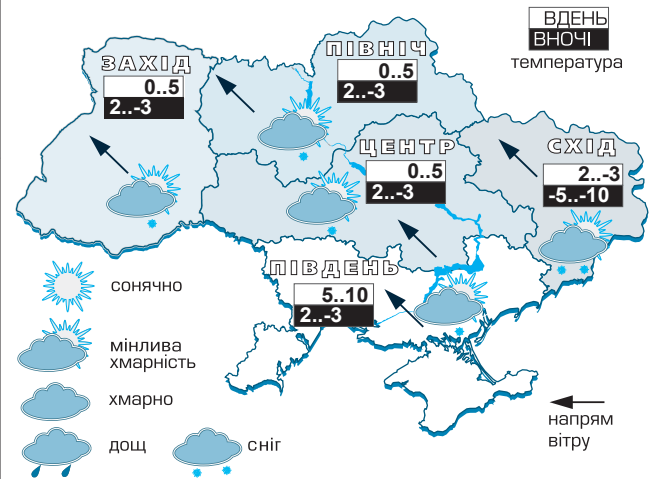 ВДЕНЬ
ВНОЧІ
температура
ПІВНІЧ
0..5
2..-3
ЗАХІД
0..5
2..-3
ЦЕНТР
0..5
2..-3
СХІД
2..-3
-5..-10
ПІВДЕНЬ
5..10
2..-3
сонячно
мінлива
хмарність
хмарно
дощ
сніг
напрям
вітру